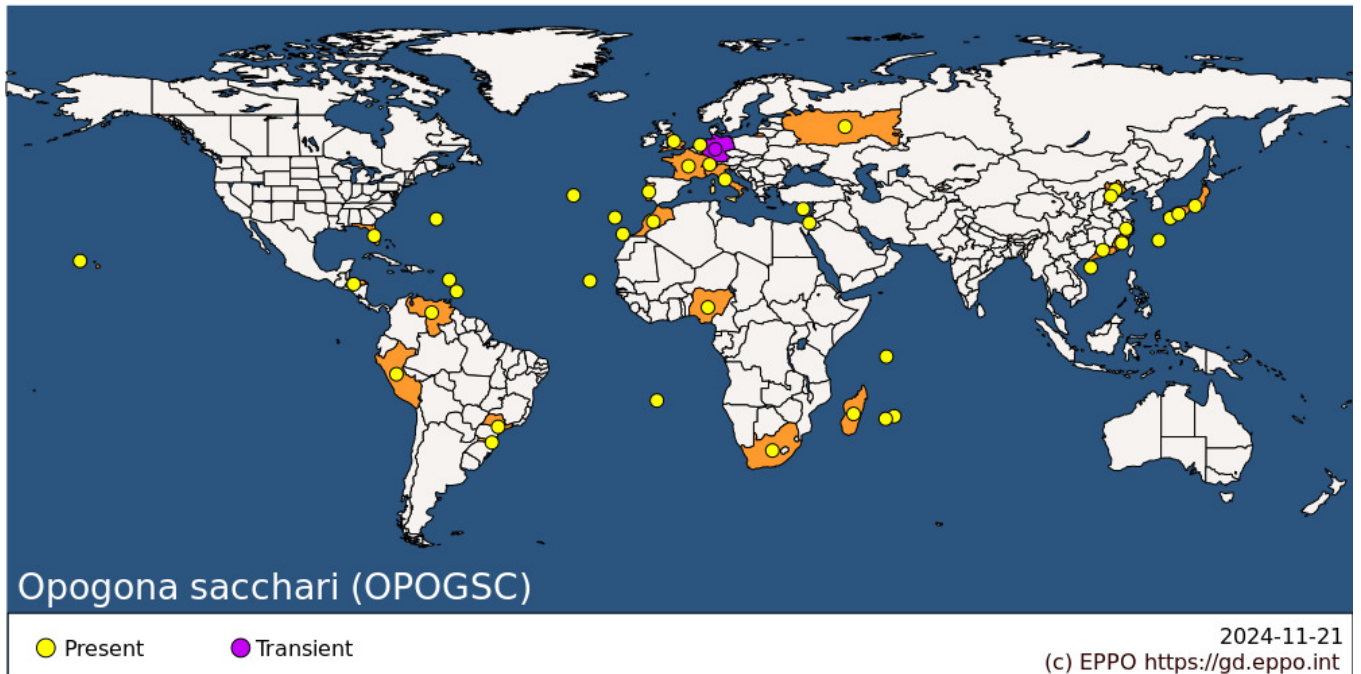 Opogona sacchari (OPOGSC)
Present
Transient
2024-11-21
(c) EPPO https://gd.eppo.int